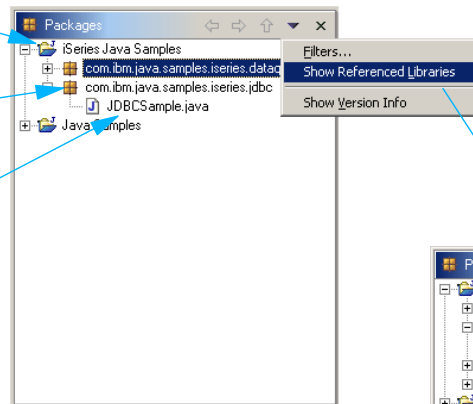 Packages
iSeries Java Samples
com.ibm.java.samples.iseries.dataq
com.ibm.java.samples.iseries.jdbc
JDBCSample.java
Java Samples
Filters...
Show Referenced Libraries
Show Version Info
P